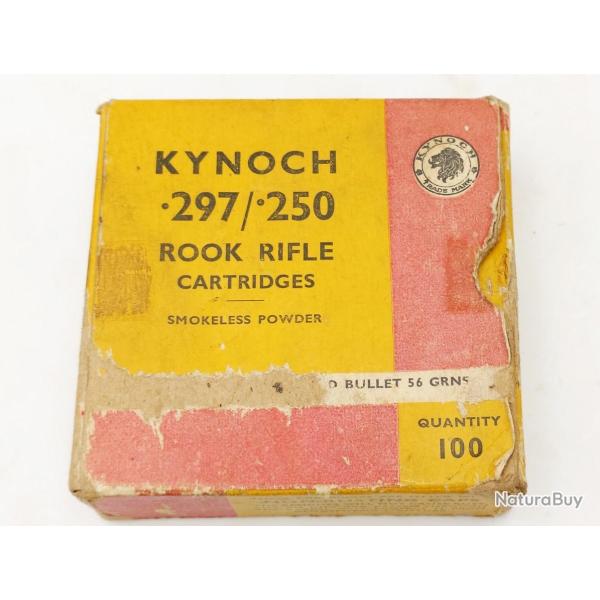 KYNOCH
·297/·250
ROOK RIFLE
CARTRIDGES
SMOKELESS POWDER
KYNOCH
TRADE MARK
D BULLET 56 GRNS
QUANTITY
100
NaturaBuy